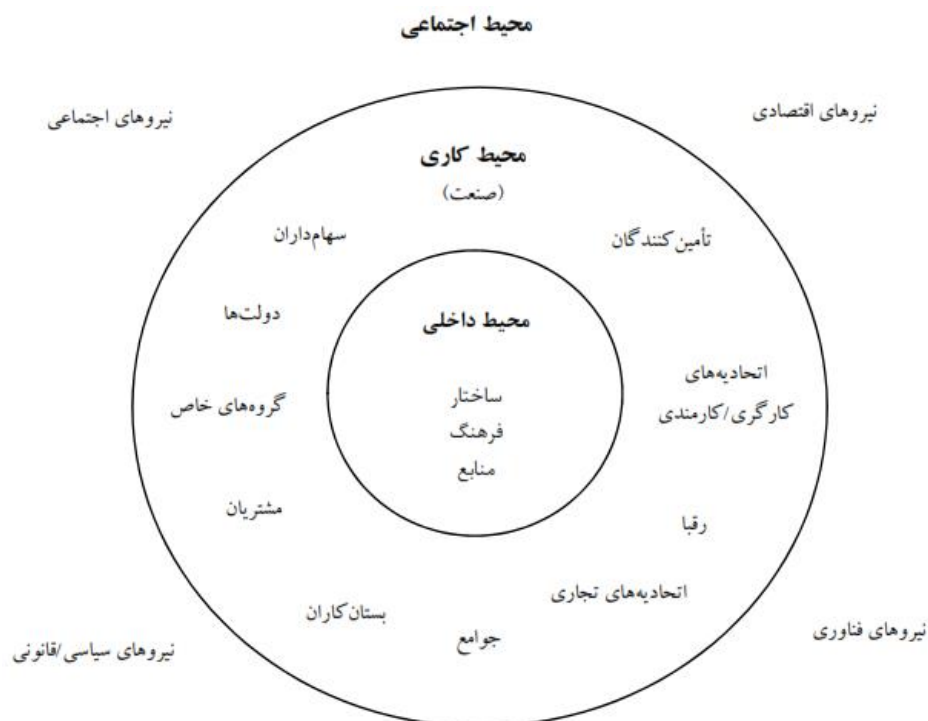 محیط اجتماعی
نیروهای اقتصادی
نیروهای اجتماعی
محیط کاری
(صنعت)
تأمین‌کنندگان
سهام‌داران
دولت‌ها
محیط داخلی
اتحادیه‌های
کارگری/کارمندی
ساختار
گروه‌های خاص
فرهنگ
منابع
رقبا
مشتریان
اتحادیه‌های تجاری
بستان‌کاران
جوامع
نیروهای فناوری
نیروهای سیاسی/قانونی